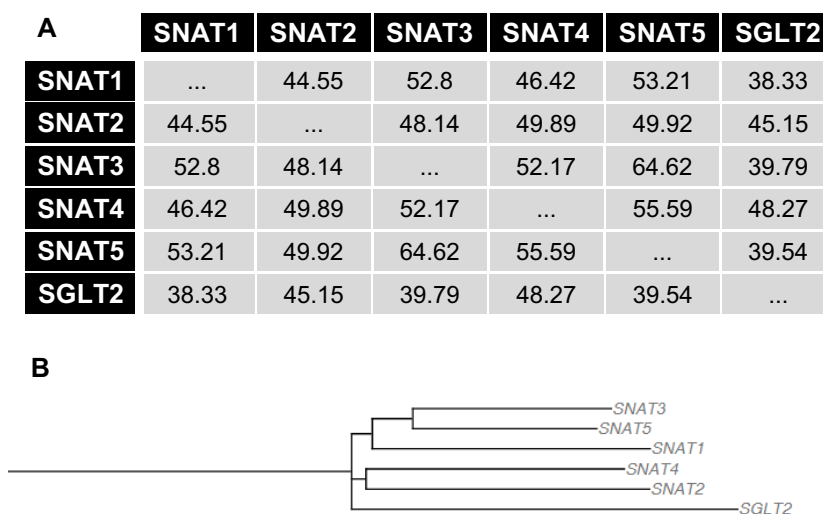 A
SNAT1 SNAT2 SNAT3 SNAT4 SNAT5 SGLT2
SNAT1 ... 44.55 52.8 46.42 53.21 38.33
SNAT2 44.55 ... 48.14 49.89 49.92 45.15
SNAT3 52.8 48.14 ... 52.17 64.62 39.79
SNAT4 46.42 49.89 52.17 ... 55.59 48.27
SNAT5 53.21 49.92 64.62 55.59 ... 39.54
SGLT2 38.33 45.15 39.79 48.27 39.54 ...
B
SNAT3
SNAT5
SNAT1
SNAT4
SNAT2
SGLT2